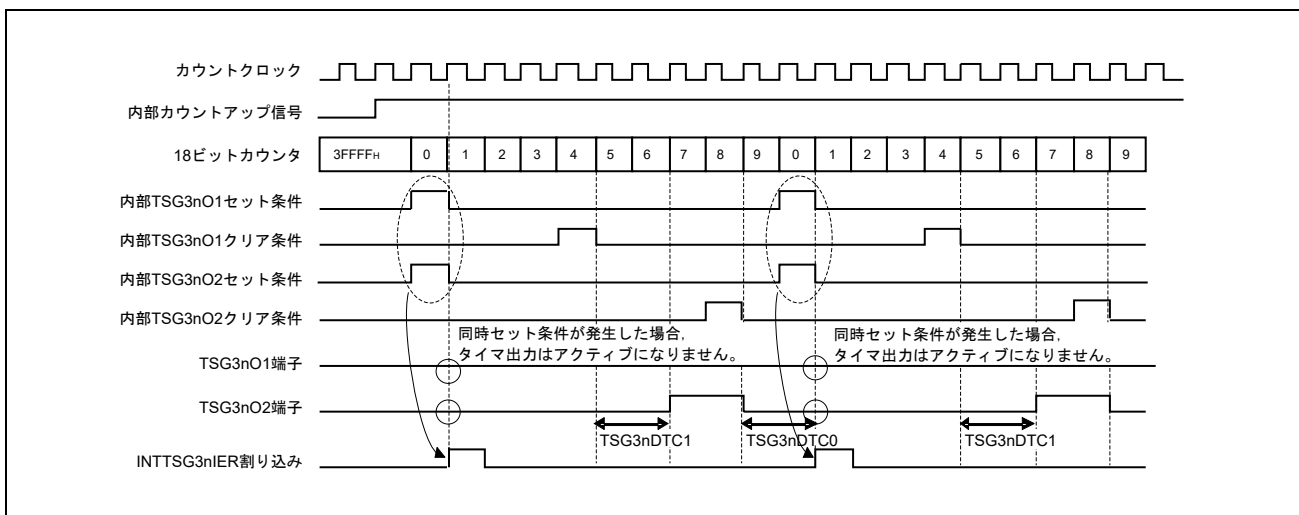 カウントクロック
内部カウントアップ信号
18ビットカウンタ 3FFFFH 0 1 2 3 4 5 6 7 8 9 0 1 2 3 4 5 6 7 8 9
内部TSG3nO1セット条件
内部TSG3nO1クリア条件
内部TSG3nO2セット条件
内部TSG3nO2クリア条件
同時セット条件が発生した場合, 同時セット条件が発生した場合,
タイマ出力はアクティブになりません。 タイマ出力はアクティブになりません。
TSG3nO1端子
TSG3nO2端子
TSG3nDTC1 TSG3nDTC0 TSG3nDTC1
INTTSG3nIER割り込み